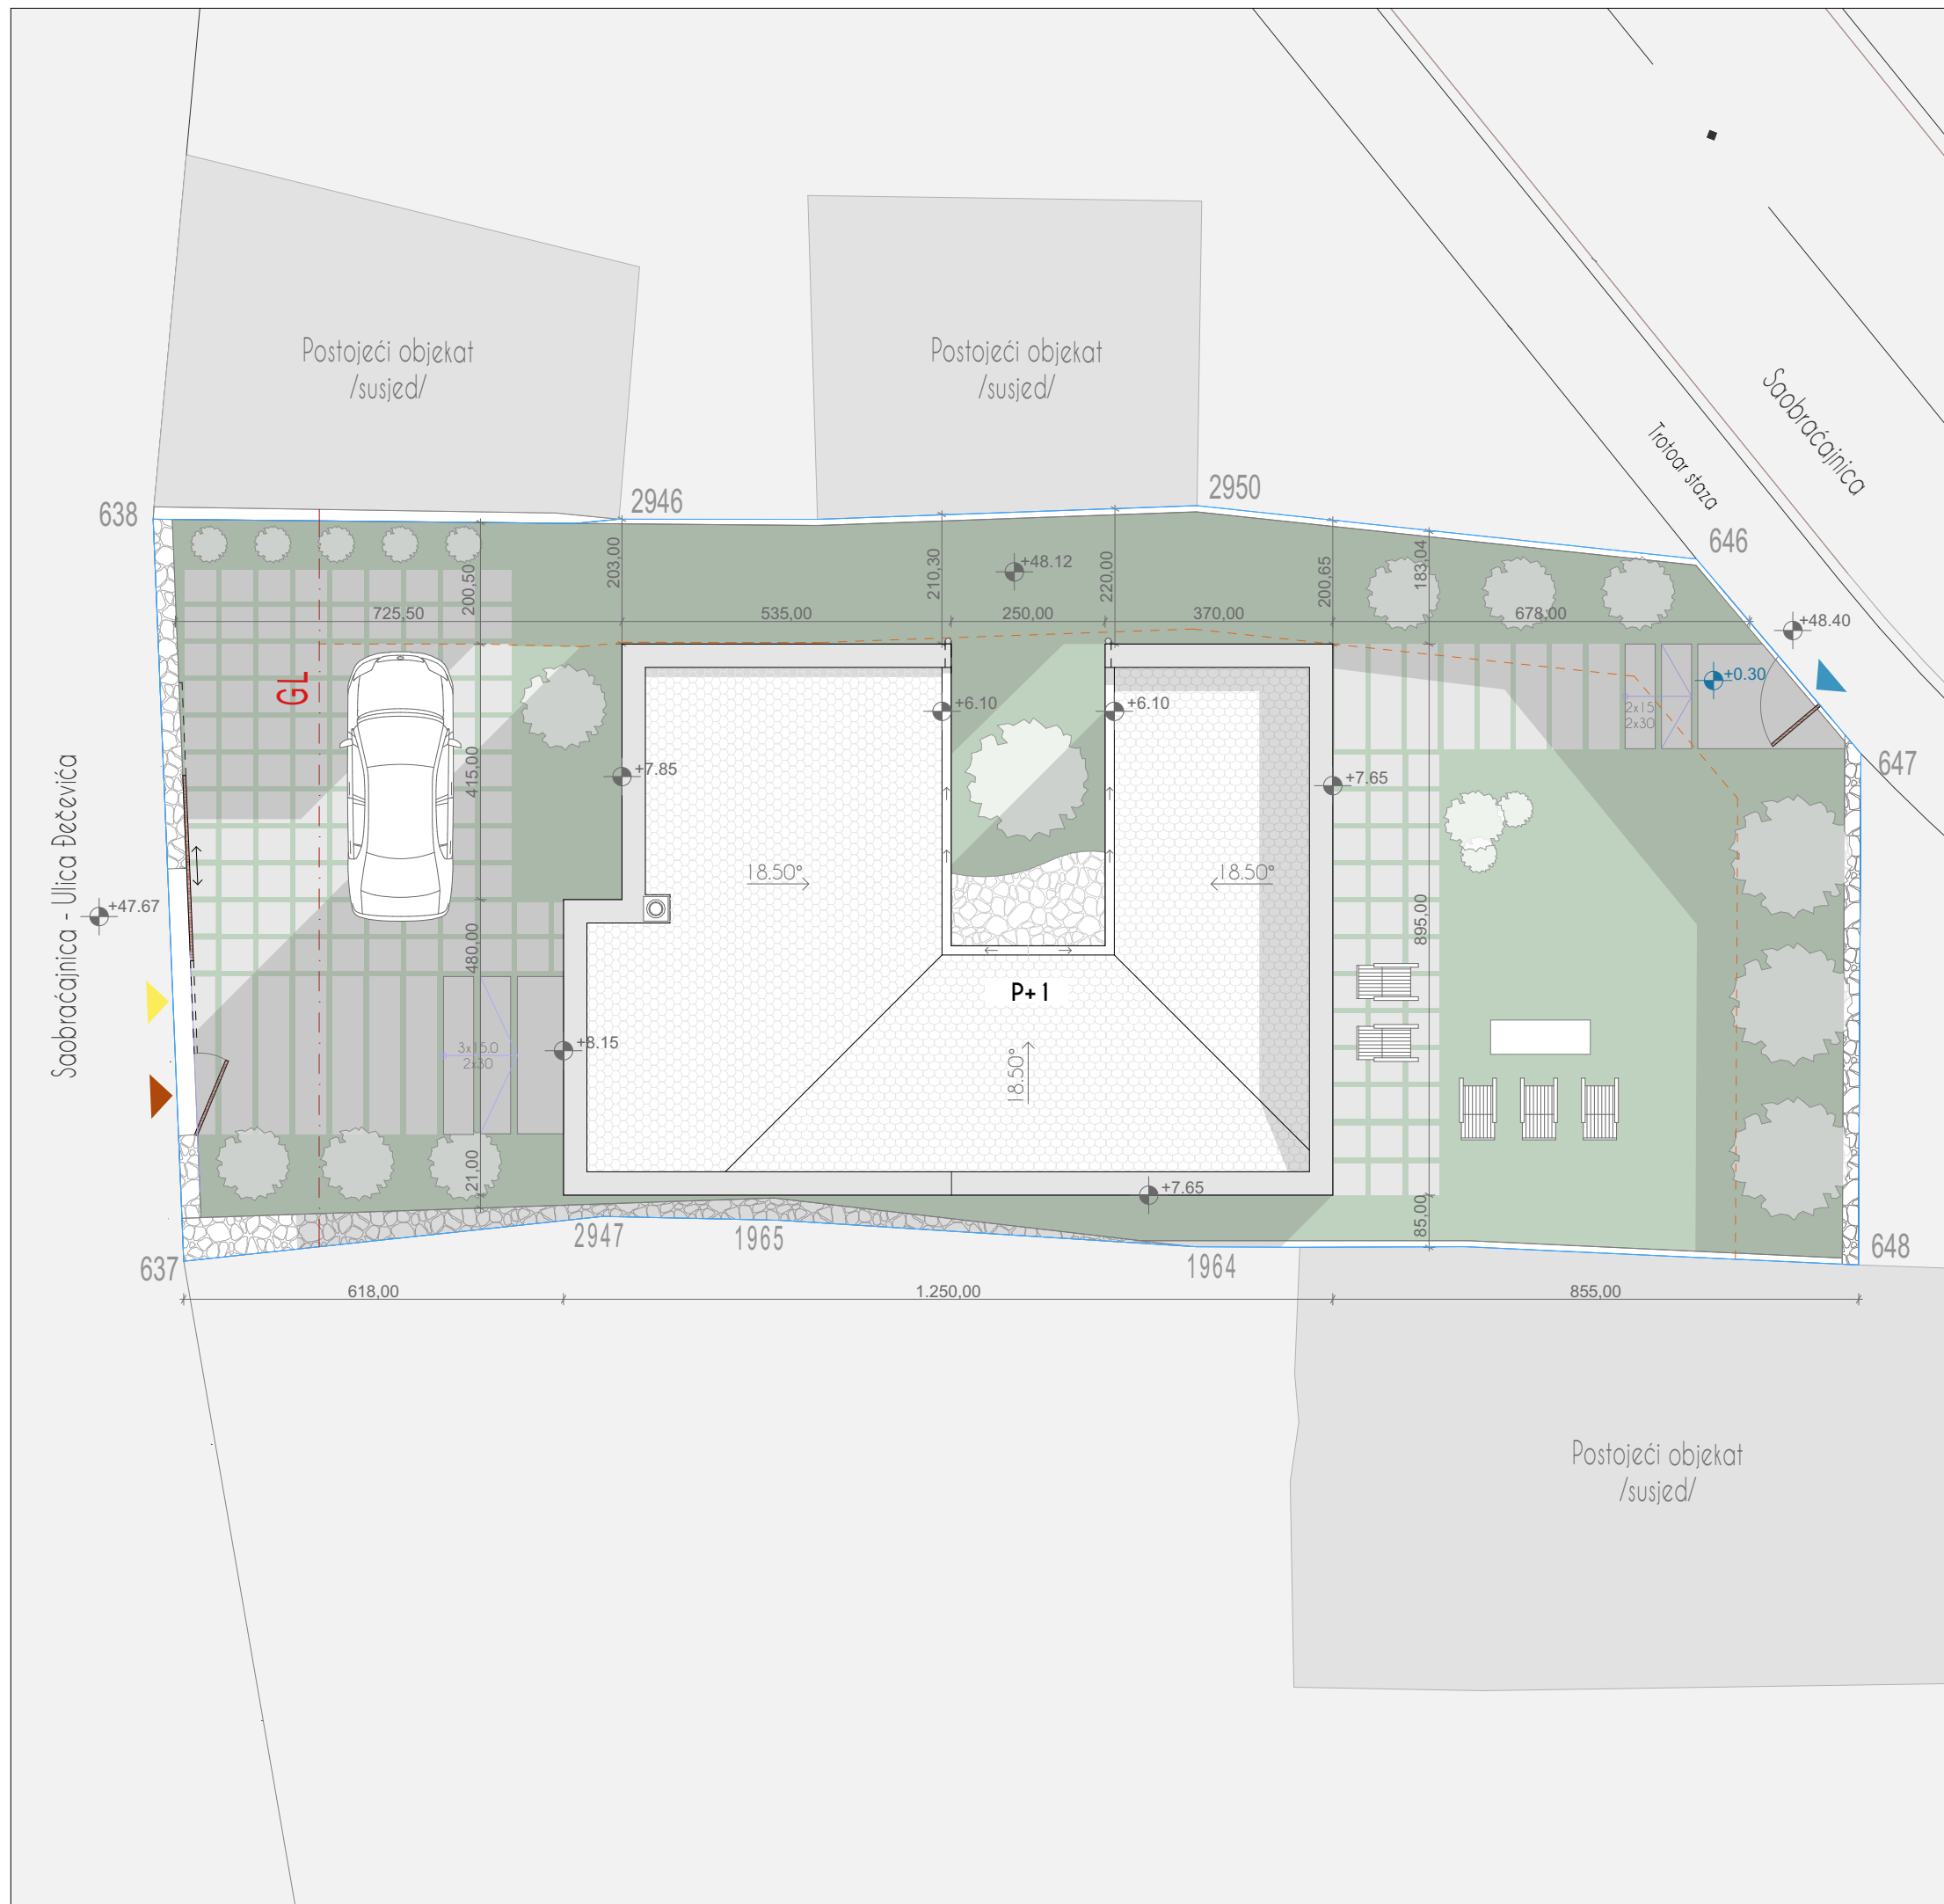 Postojeći objekat
/susjed/
Postojeći objekat
/susjed/
Saobraćajnica
Trotoar staza
638
2946
2950
646
200,50
203,00
210,30
+48.12
220,00
200,65
183,04
725,50
535,00
250,00
370,00
678,00
+48.40
GL
+0.30
2x15
2x30
+6.10
+6.10
647
+7.85
+7.65
415,00
18.50°
18.50°
Saobraćajnica - Ulica Đečevića
+47.67
480,00
895,00
P+1
3x15.0
2x30
+8.15
18.50°
21,00
+7.65
85,00
637
2947
1965
1964
648
618,00
1.250,00
855,00
Postojeći objekat
/susjed/